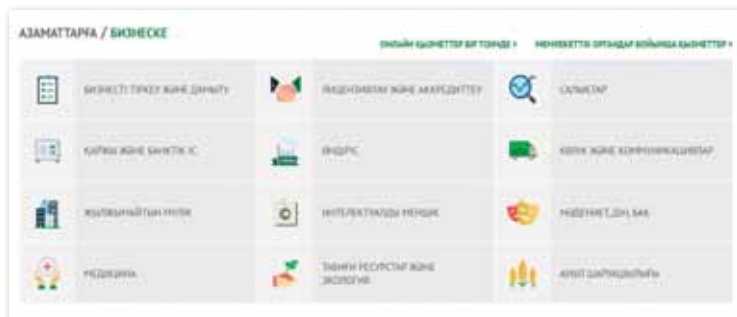 АЗАМАТТАРҒА / БИЗНЕСКЕ
ОНЛАЙН ҚЫЗМЕТТЕР БІР ТІЗІМДЕ >
МЕМЛЕКЕТТІК ОРГАНДАР БОЙЫНША ҚЫЗМЕТТЕР >
БИЗНЕСТІ ТІРКЕУ ЖӘНЕ ДАМЫТУ
ЛИЦЕНЗИЯЛАУ ЖӘНЕ АККРЕДИТТЕУ
САЛЫҚТАР
ҚАРЖЫ ЖӘНЕ БАНКТІК ІС
ӨНДІРІС
КӨЛІК ЖӘНЕ КОММУНИКАЦИЯЛАР
ЖЫЛЖЫМАЙТЫН МҮЛІК
ИНТЕЛЕКТУАЛДЫ МЕНШІК
МӘДЕНИЕТ, ДІН, БАҚ
МЕДИЦИНА
ТАБИҒИ РЕСУРСТАР ЖӘНЕ
ЭКОЛОГИЯ
АУЫЛ ШАРУАШЫЛЫҒЫ